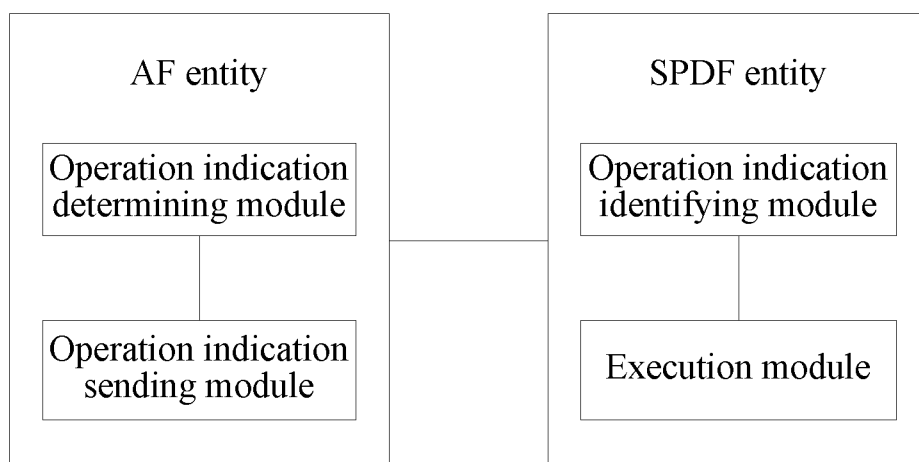 AF entity
Operation indication
determining module
Operation indication
sending module
SPDF entity
Operation indication
identifying module
Execution module